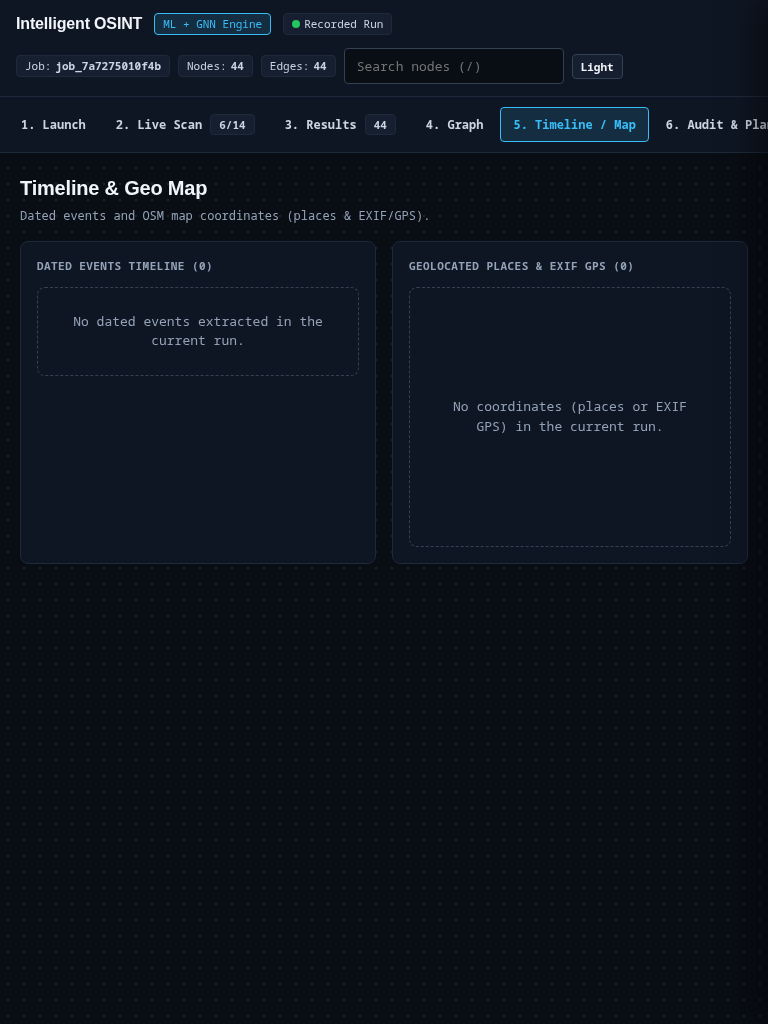 Intelligent OSINT
ML + GNN Engine
Recorded Run
Job: job_7a7275010f4b
Nodes: 44
Edges: 44
Search nodes (/)
Light
1. Launch
2. Live Scan 6/14
3. Results 44
4. Graph
5. Timeline / Map
6. Audit & Pla
Timeline & Geo Map
Dated events and OSM map coordinates (places & EXIF/GPS).
DATED EVENTS TIMELINE (0)
No dated events extracted in the
current run.
GEOLOCATED PLACES & EXIF GPS (0)
No coordinates (places or EXIF
GPS) in the current run.